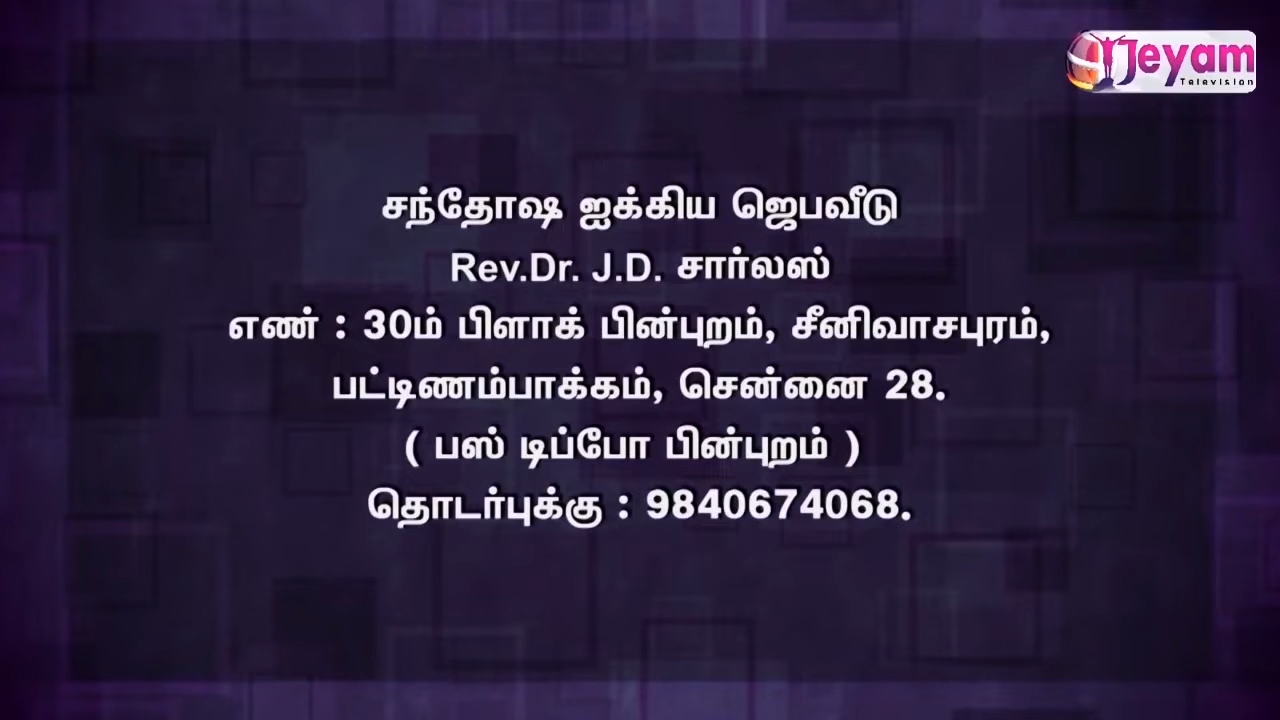 Jeyam
Television
சந்தோஷ ஐக்கிய ஜெபவீடு
Rev.Dr. J.D. சார்லஸ்
எண் : 30ம் பிளாக் பின்புறம், சீனிவாசபுரம்,
பட்டிணம்பாக்கம், சென்னை 28.
( பஸ் டிப்போ பின்புறம் )
தொடர்புக்கு : 9840674068.